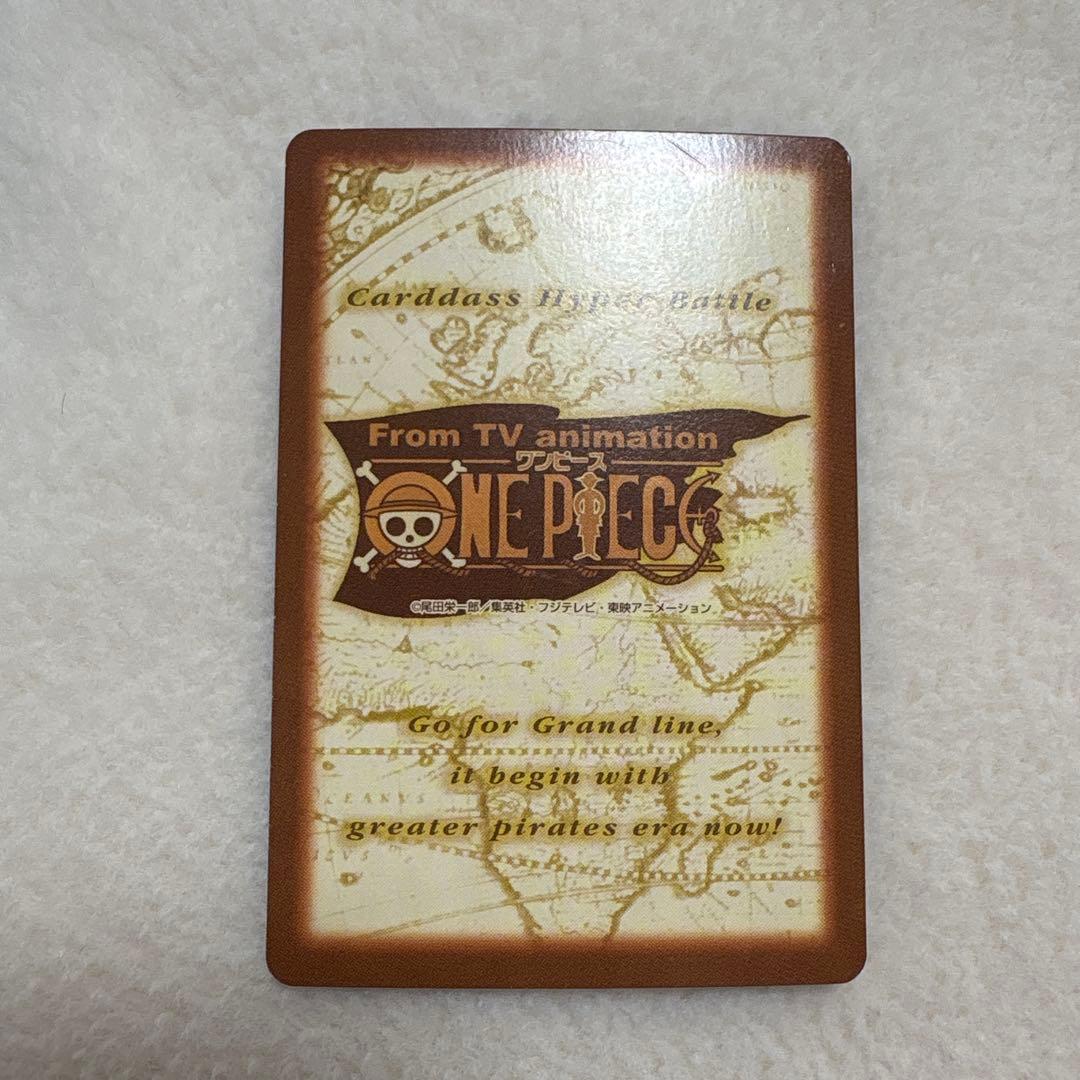 Carddass Hyper Battle
From TV animation
ワンピース
ONE PIECE
©尾田栄一郎／集英社・フジテレビ・東映アニメーション
Go for Grand line,
it begin with
greater pirates era now!